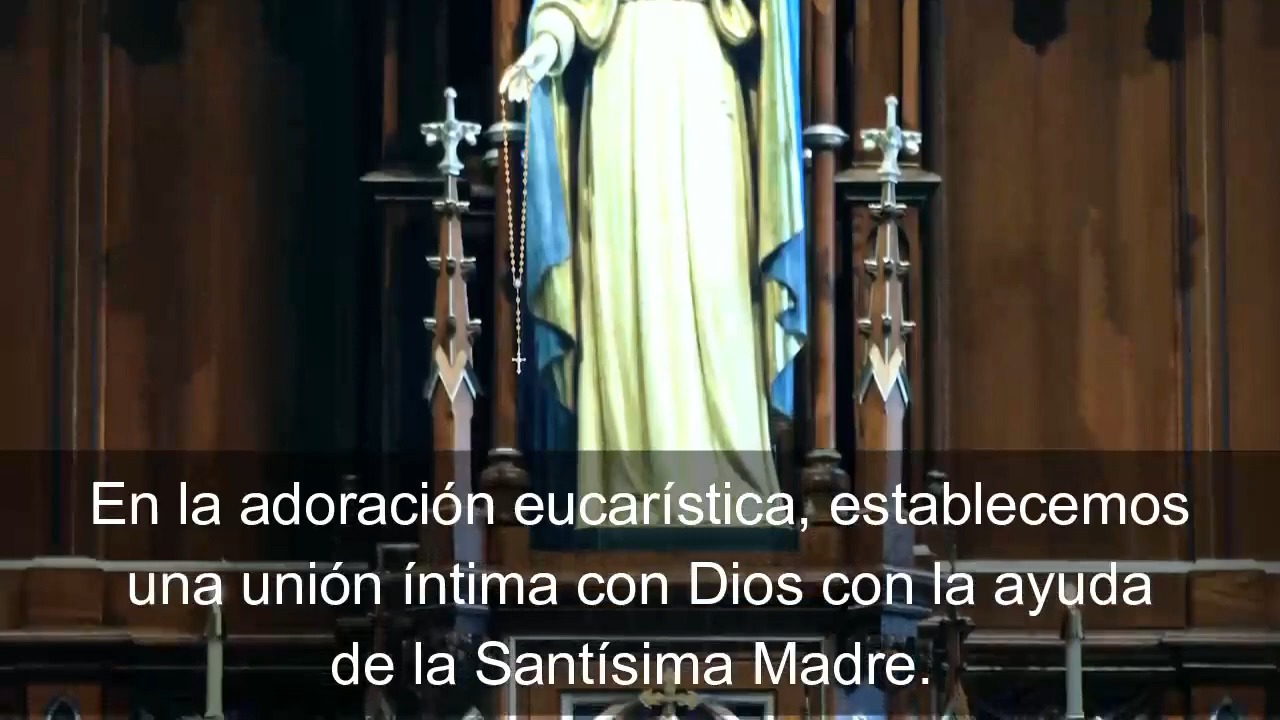 En la adoración eucarística, establecemos
una unión íntima con Dios con la ayuda
de la Santísima Madre.